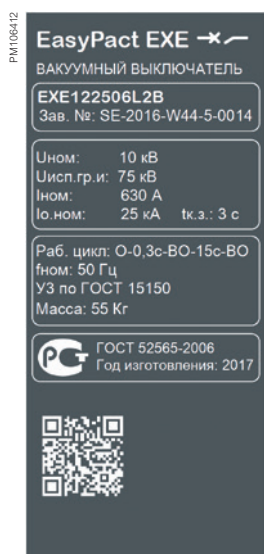 PM106412
EasyPact EXE
ВАКУУМНЫЙ ВЫКЛЮЧАТЕЛЬ
EXE122506L2B
Зав. №: SE-2016-W44-5-0014
Uном: 10 кВ
Uисп.гр.и: 75 кВ
Iном: 630 А
Iо.ном: 25 кА tк.з.: 3 с
Раб. цикл: О-0,3с-ВО-15с-ВО
fном: 50 Гц
У3 по ГОСТ 15150
Масса: 55 Кг
РСТ ГОСТ 52565-2006
Год изготовления: 2017